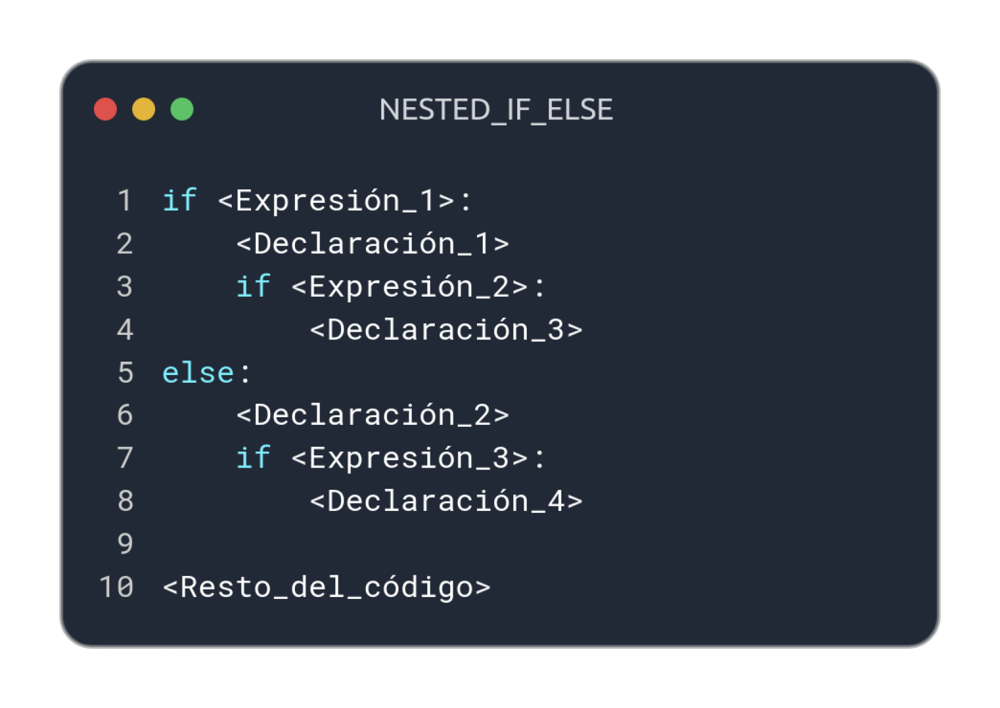 NESTED_IF_ELSE
1 if <Expresión_1>:
2     <Declaración_1>
3     if <Expresión_2>:
4         <Declaración_3>
5 else:
6     <Declaración_2>
7     if <Expresión_3>:
8         <Declaración_4>
9
10 <Resto_del_código>